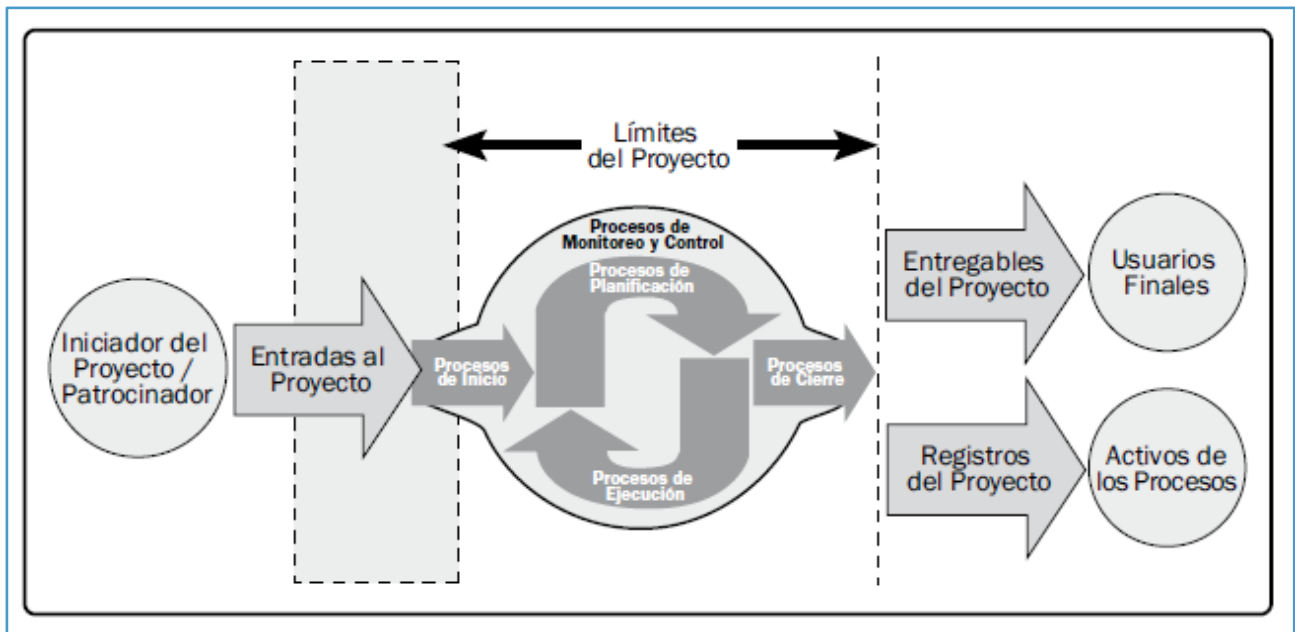 Límites
del Proyecto
Procesos de
Monitoreo y Control
Procesos de
Planificación
Iniciador del
Proyecto /
Patrocinador
Entradas al
Proyecto
Procesos
de Inicio
Procesos
de Cierre
Procesos de
Ejecución
Entregables
del Proyecto
Usuarios
Finales
Registros
del Proyecto
Activos de
los Procesos